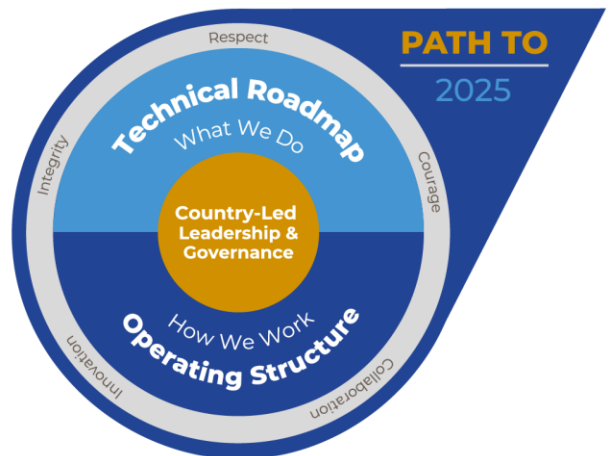 PATH TO
2025
Respect
Integrity
Courage
Innovation
Collaboration
Technical Roadmap
What We Do
Country-Led
Leadership &
Governance
How We Work
Operating Structure